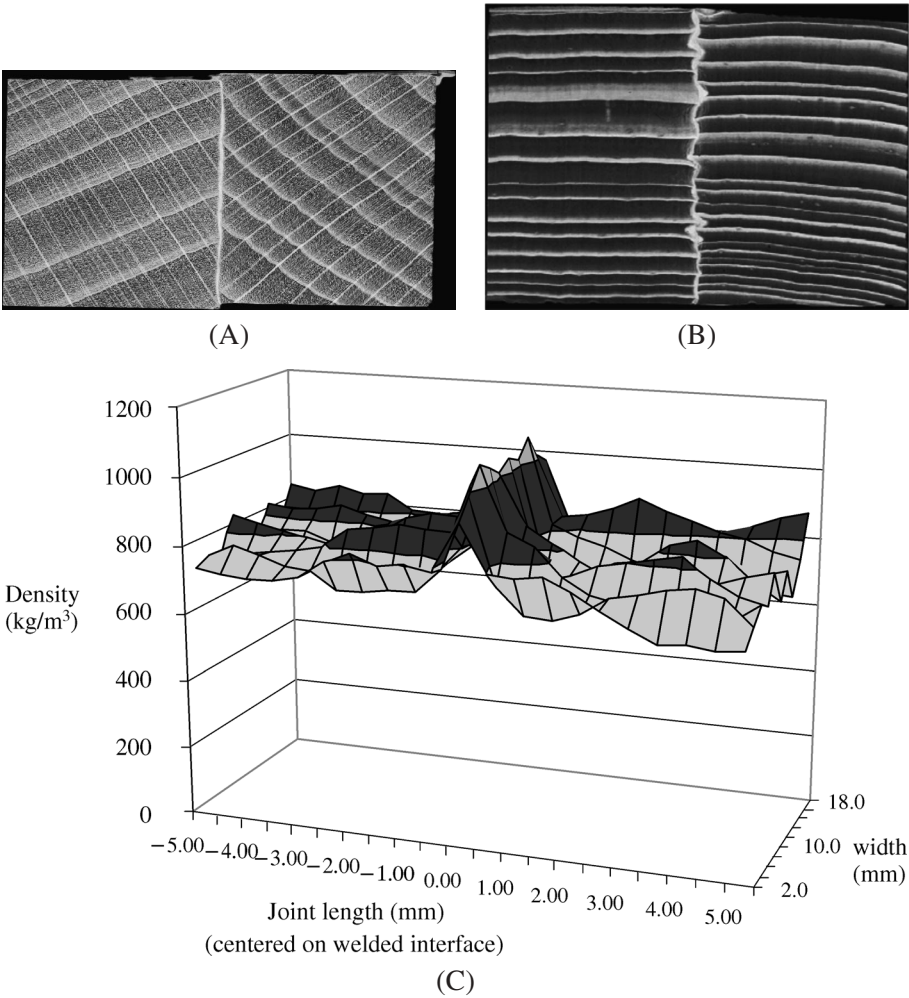 (A)
(B)
1200
1000
800
600
400
200
0
Density
(kg/m³)
−5.00
−4.00
−3.00
−2.00
−1.00
0.00
1.00
2.00
3.00
4.00
5.00
18.0
10.0
2.0
width
(mm)
Joint length (mm)
(centered on welded interface)
(C)